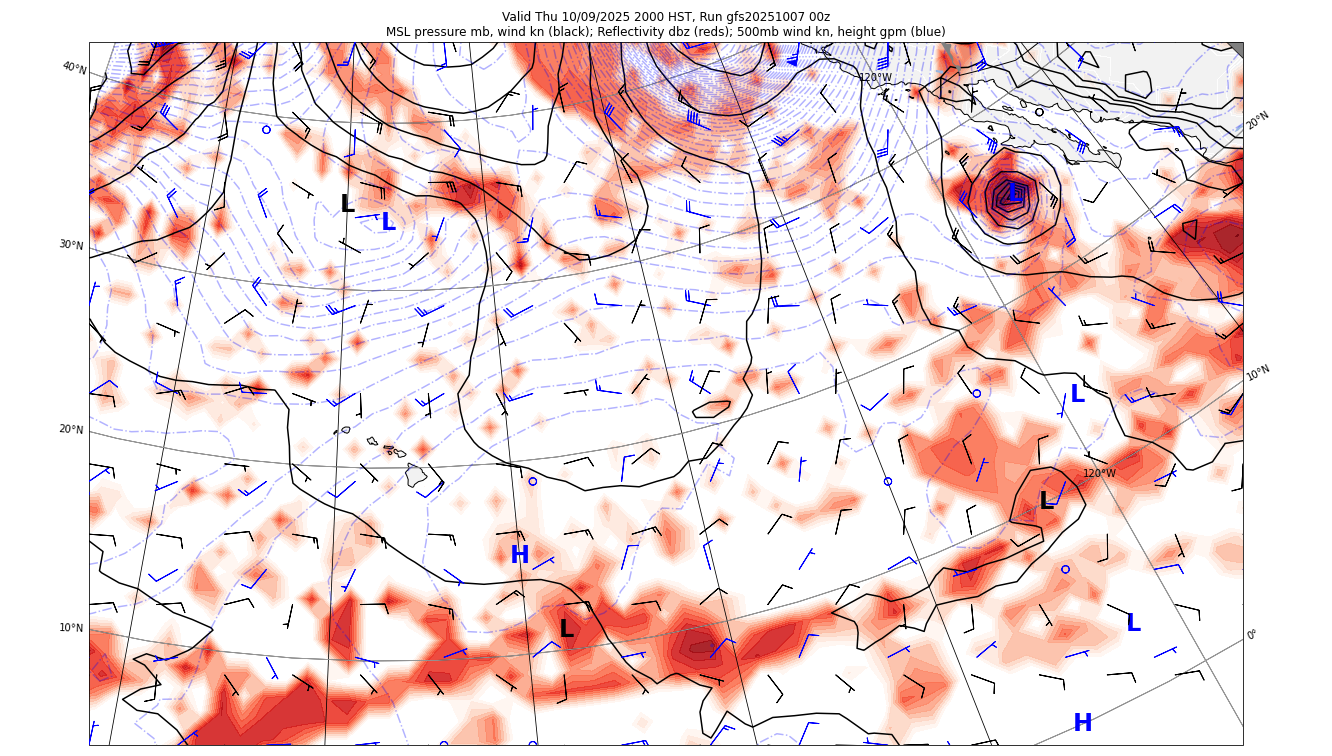 Valid Thu 10/09/2025 2000 HST, Run gfs20251007 00z
MSL pressure mb, wind kn (black); Reflectivity dbz (reds); 500mb wind kn, height gpm (blue)
40°N
120°W
20°N
L
L
L
30°N
10°N
L
20°N
120°W
L
H
10°N
L
L
0°
H